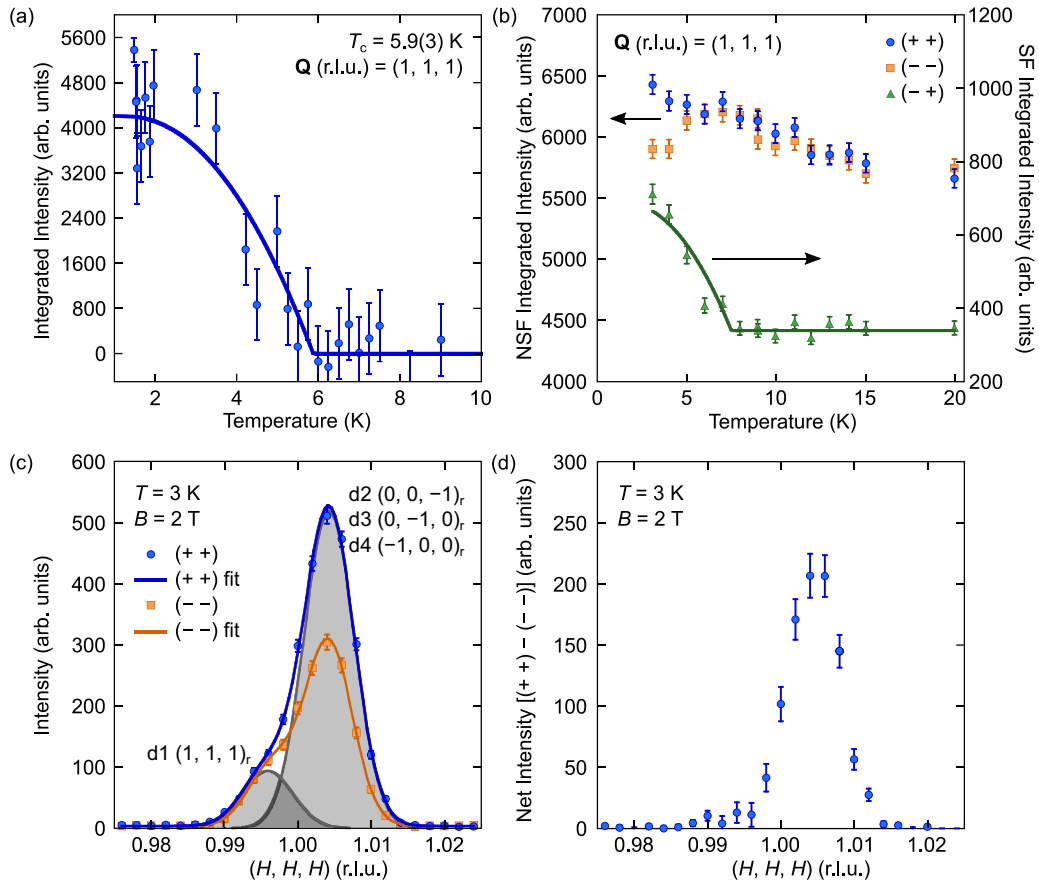 (a)
T_c = 5.9(3) K
Q (r.l.u.) = (1, 1, 1)
Integrated Intensity (arb. units)
5600
4800
4000
3200
2400
1600
800
0
2 4 6 8 10
Temperature (K)
(b)
Q (r.l.u.) = (1, 1, 1)
(+ +)
(− −)
(− +)
NSF Integrated Intensity (arb. units)
7000
6500
6000
5500
5000
4500
4000
SF Integrated Intensity (arb. units)
1200
1000
800
600
400
200
0 5 10 15 20
Temperature (K)
(c)
T = 3 K
B = 2 T
(+ +)
(+ +) fit
(− −)
(− −) fit
d2 (0, 0, −1)r
d3 (0, −1, 0)r
d4 (−1, 0, 0)r
d1 (1, 1, 1)r
Intensity (arb. units)
600
500
400
300
200
100
0
0.98 0.99 1.00 1.01 1.02
(H, H, H) (r.l.u.)
(d)
T = 3 K
B = 2 T
Net Intensity [(+ +) − (− −)] (arb. units)
300
250
200
150
100
50
0
0.98 0.99 1.00 1.01 1.02
(H, H, H) (r.l.u.)